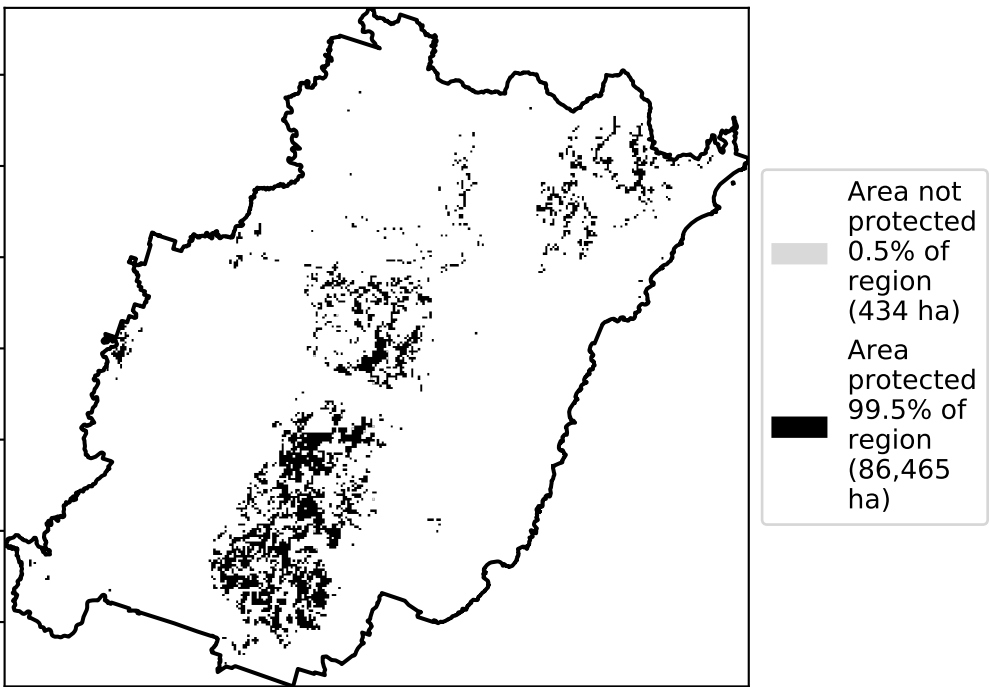 Area not
protected
0.5% of
region
(434 ha)
Area
protected
99.5% of
region
(86,465
ha)